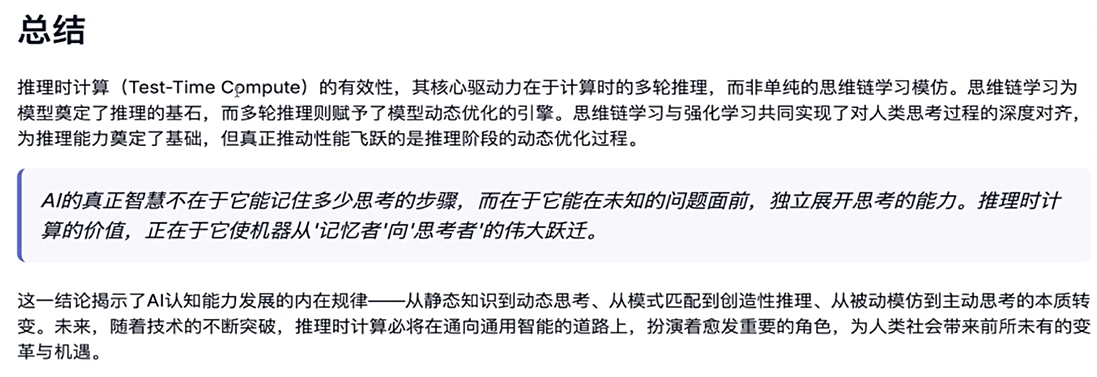 总结
推理时计算（Test-Time Compute）的有效性，其核心驱动力在于计算时的多轮推理，而非单纯的思维链学习模仿。思维链学习为
模型奠定了推理的基石，而多轮推理则赋予了模型动态优化的引擎。思维链学习与强化学习共同实现了对人类思考过程的深度对齐，
为推理能力奠定了基础，但真正推动性能飞跃的是推理阶段的动态优化过程。
AI的真正智慧不在于它能记住多少思考的步骤，而在于它能在未知的问题面前，独立展开思考的能力。推理时计
算的价值，正在于它使机器从'记忆者'向'思考者'的伟大跃迁。
这一结论揭示了AI认知能力发展的内在规律——从静态知识到动态思考、从模式匹配到创造性推理、从被动模仿到主动思考的本质转
变。未来，随着技术的不断突破，推理时计算必将在通向通用智能的道路上，扮演着愈发重要的角色，为人类社会带来前所未有的变
革与机遇。